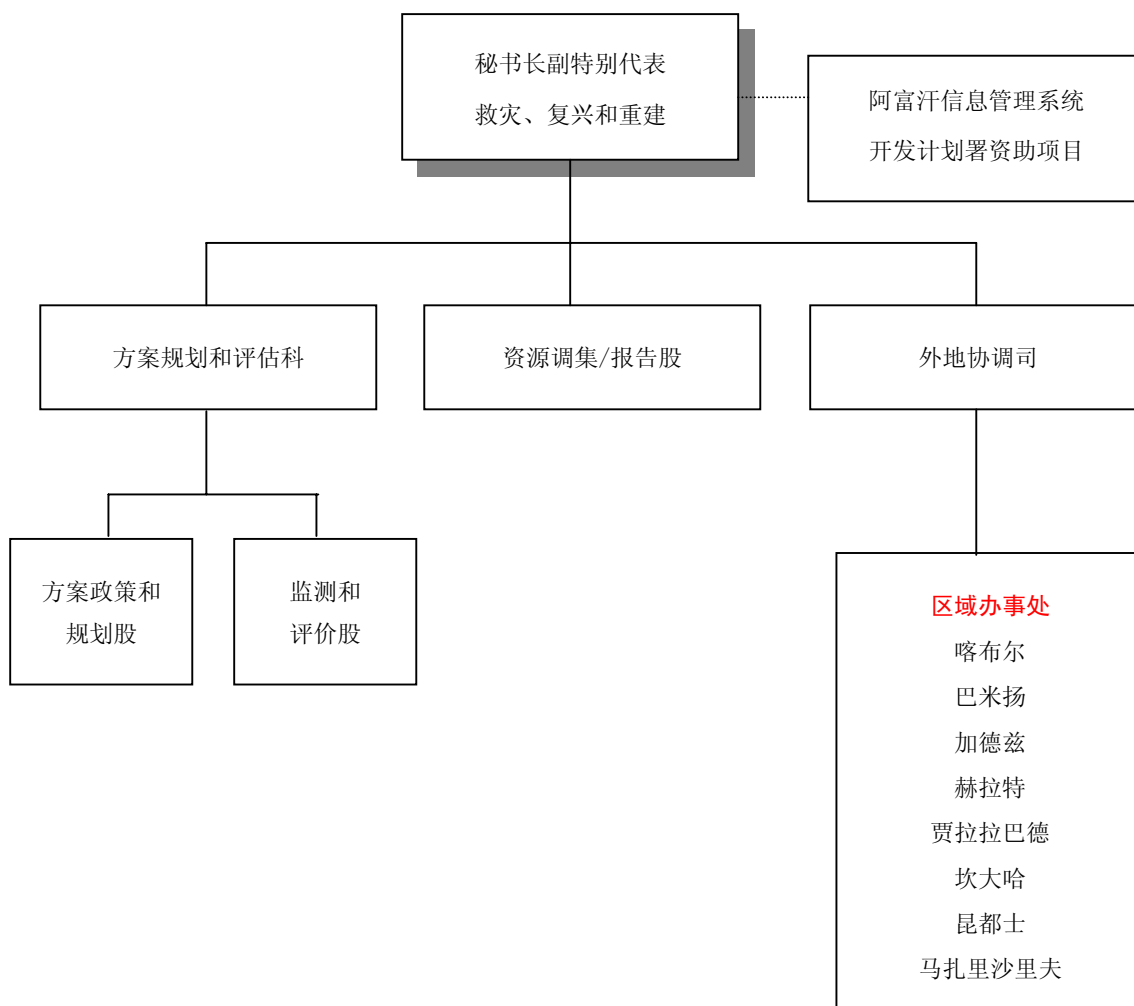 秘书长副特别代表
救灾、复兴和重建
阿富汗信息管理系统
开发计划署资助项目
方案规划和评估科
资源调集/报告股
外地协调司
方案政策和
规划股
监测和
评价股
区域办事处
喀布尔
巴米扬
加德兹
赫拉特
贾拉拉巴德
坎大哈
昆都士
马扎里沙里夫